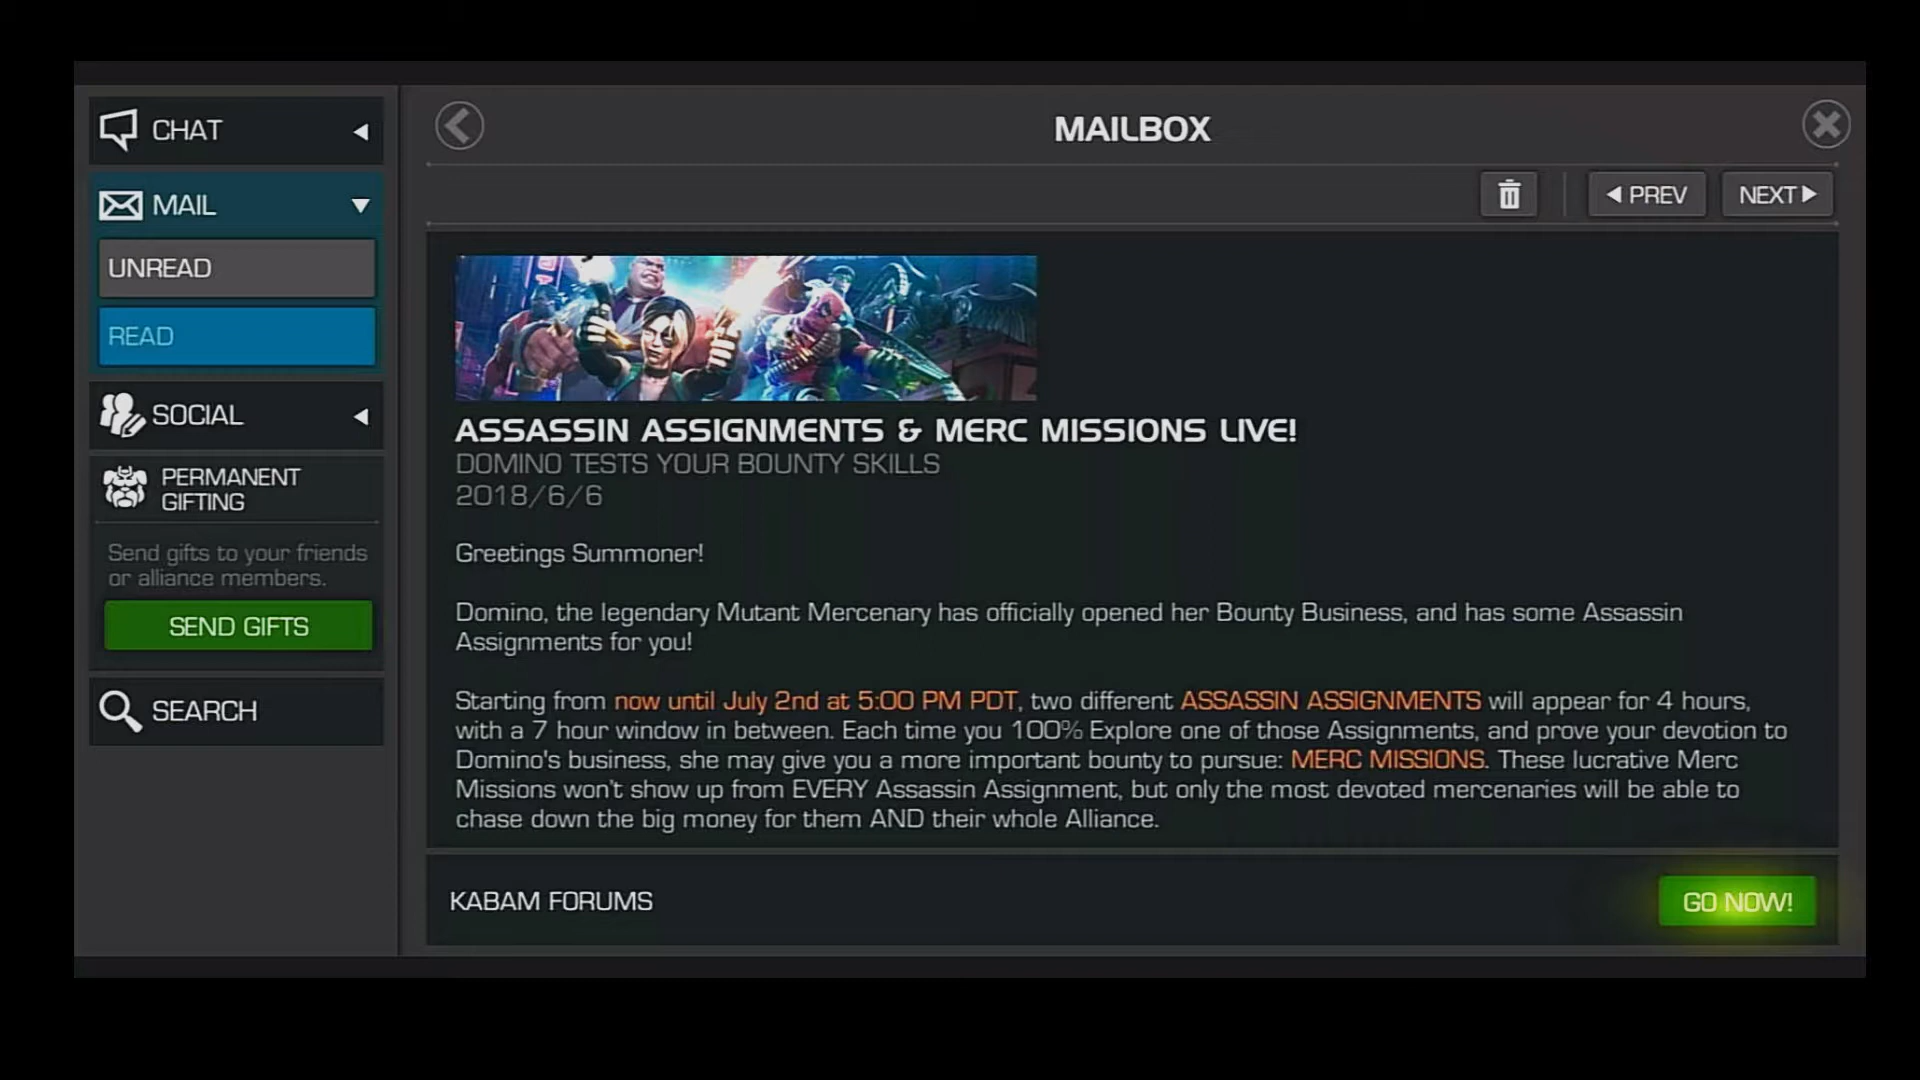 CHAT
MAIL
UNREAD
READ
SOCIAL
PERMANENT
GIFTING
Send gifts to your friends
or alliance members.
SEND GIFTS
SEARCH
MAILBOX
PREV
NEXT
ASSASSIN ASSIGNMENTS & MERC MISSIONS LIVE!
DOMINO TESTS YOUR BOUNTY SKILLS
2018/6/6
Greetings Summoner!
Domino, the legendary Mutant Mercenary has officially opened her Bounty Business, and has some Assassin
Assignments for you!
Starting from now until July 2nd at 5:00 PM PDT, two different ASSASSIN ASSIGNMENTS will appear for 4 hours,
with a 7 hour window in between. Each time you 100% Explore one of those Assignments, and prove your devotion to
Domino's business, she may give you a more important bounty to pursue: MERC MISSIONS. These lucrative Merc
Missions won't show up from EVERY Assassin Assignment, but only the most devoted mercenaries will be able to
chase down the big money for them AND their whole Alliance.
KABAM FORUMS
GO NOW!